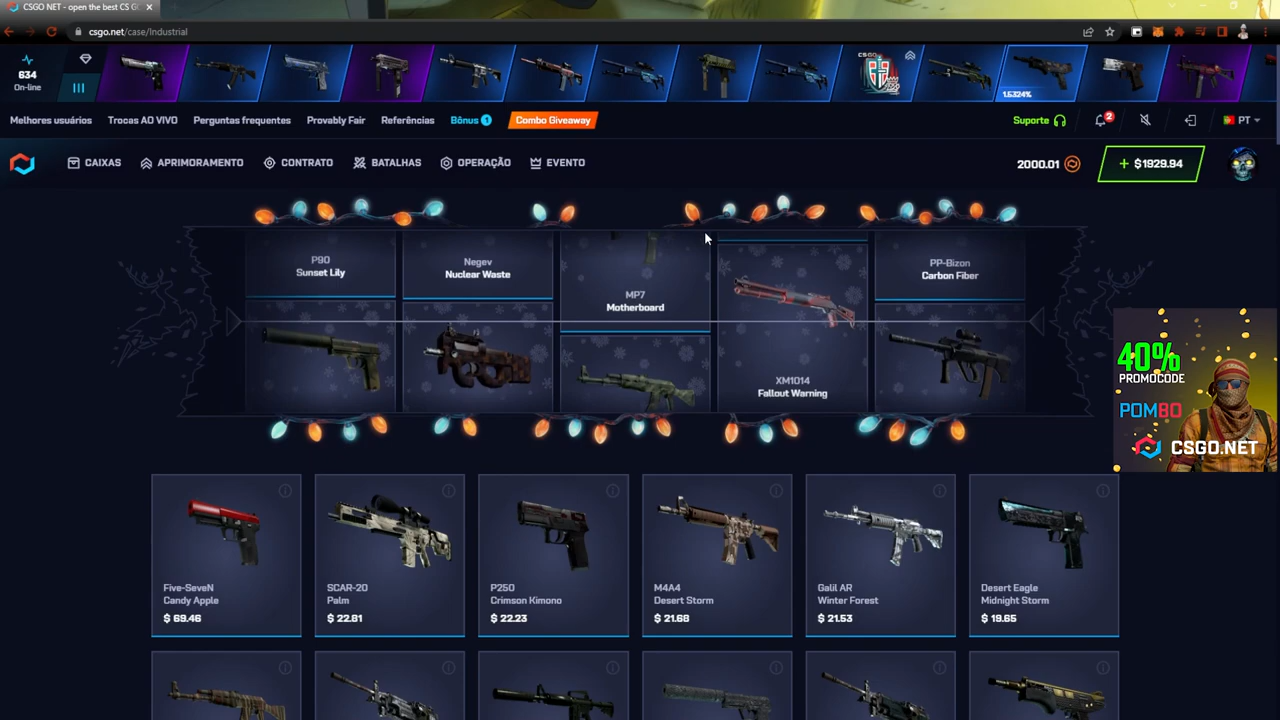 CSGO NET - open the best CS G
csgo.net/case/Industrial
634
On-line
CSGO
1.5324%
Melhores usuários
Trocas AO VIVO
Perguntas frequentes
Provably Fair
Referências
Bônus 1
Combo Giveaway
Suporte
2
PT
CAIXAS
APRIMORAMENTO
CONTRATO
BATALHAS
OPERAÇÃO
EVENTO
2000.01
+ $1929.94
P90
Sunset Lily
Negev
Nuclear Waste
MP7
Motherboard
XM1014
Fallout Warning
PP-Bizon
Carbon Fiber
40%
PROMOCODE
POM80
CSGO.NET
Five-SeveN
Candy Apple
$ 69.46
SCAR-20
Palm
$ 22.81
P250
Crimson Kimono
$ 22.23
M4A4
Desert Storm
$ 21.68
Galil AR
Winter Forest
$ 21.53
Desert Eagle
Midnight Storm
$ 19.65